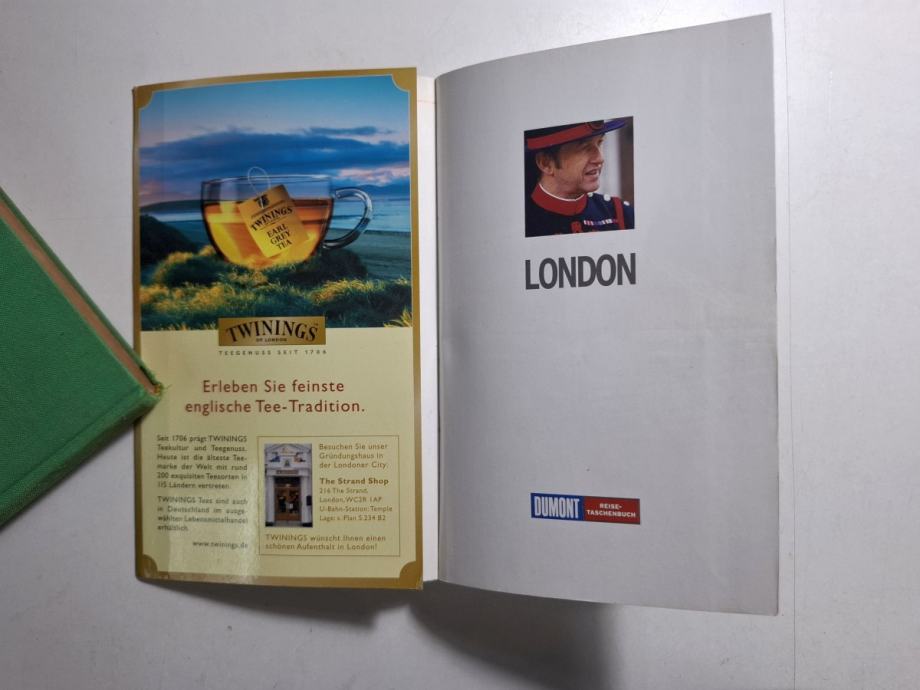 TWININGS
EARL
GREY
TEA
TWININGS
OF LONDON
TEEGENUSS SEIT 1706
Erleben Sie feinste
englische Tee-Tradition.
Seit 1706 prägt TWININGS
Teekultur und Teegenuss.
Heute ist die älteste Tee-
marke der Welt mit rund
200 exquisiten Teesorten in
115 Ländern vertreten.
TWININGS Tees sind auch
in Deutschland im ausge-
wählten Lebensmittelhandel
erhältlich.
www.twinings.de
Besuchen Sie unser
Gründungshaus in
der Londoner City:
The Strand Shop
216 The Strand,
London, WC2R 1AP
U-Bahn-Station: Temple
Lage: s. Plan S. 234 B2
TWININGS wünscht Ihnen einen
schönen Aufenthalt in London!
LONDON
DUMONT
REISE-
TASCHENBUCH